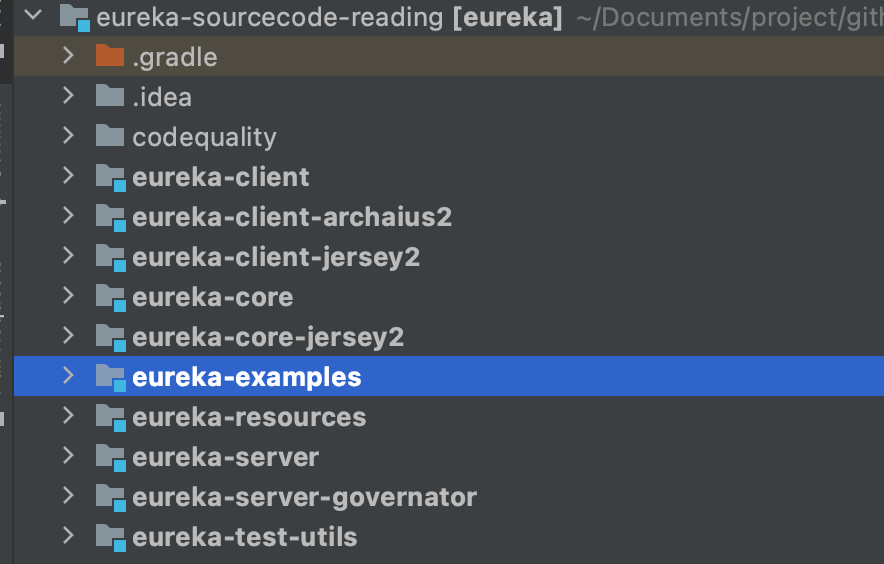 eureka-sourcecode-reading [eureka] ~/Documents/project/gith
.gradle
.idea
codequality
eureka-client
eureka-client-archaius2
eureka-client-jersey2
eureka-core
eureka-core-jersey2
eureka-examples
eureka-resources
eureka-server
eureka-server-governator
eureka-test-utils